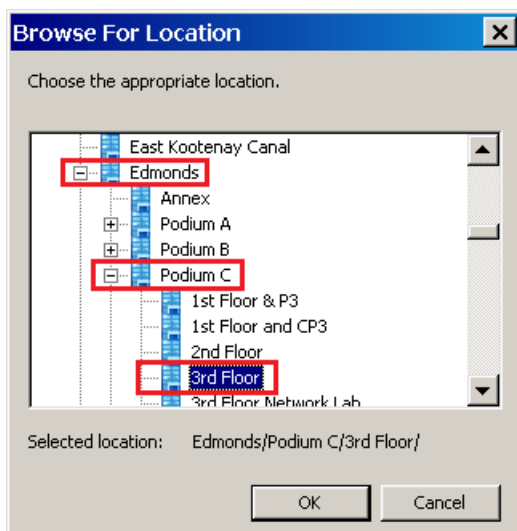 Browse For Location
Choose the appropriate location.
East Kootenay Canal
Edmonds
Annex
Podium A
Podium B
Podium C
1st Floor & P3
1st Floor and CP3
2nd Floor
3rd Floor
3rd Floor Network Lab
Selected location: Edmonds/Podium C/3rd Floor/
OK Cancel